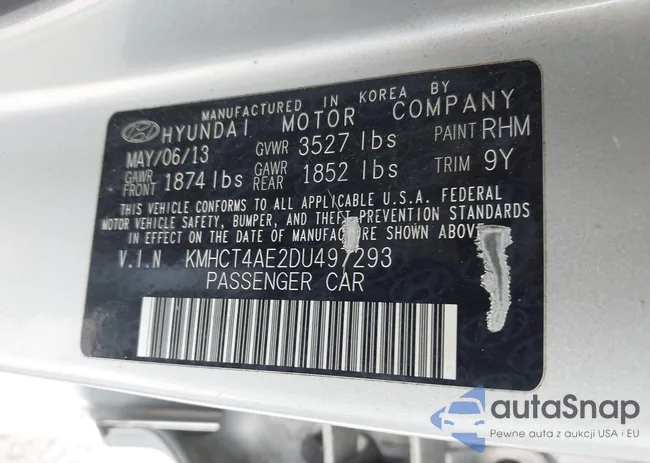 MANUFACTURED IN KOREA BY
HYUNDAI MOTOR COMPANY
MAY/06/13 GVWR 3527 lbs PAINT RHM
GAWR FRONT 1874 lbs GAWR REAR 1852 lbs TRIM 9Y
THIS VEHICLE CONFORMS TO ALL APPLICABLE U.S.A. FEDERAL
MOTOR VEHICLE SAFETY, BUMPER, AND THEFT PREVENTION STANDARDS
IN EFFECT ON THE DATE OF MANUFACTURE SHOWN ABOVE
V.I.N KMHCT4AE2DU497293
PASSENGER CAR
autaSnap
Pewne auta z aukcji USA i EU